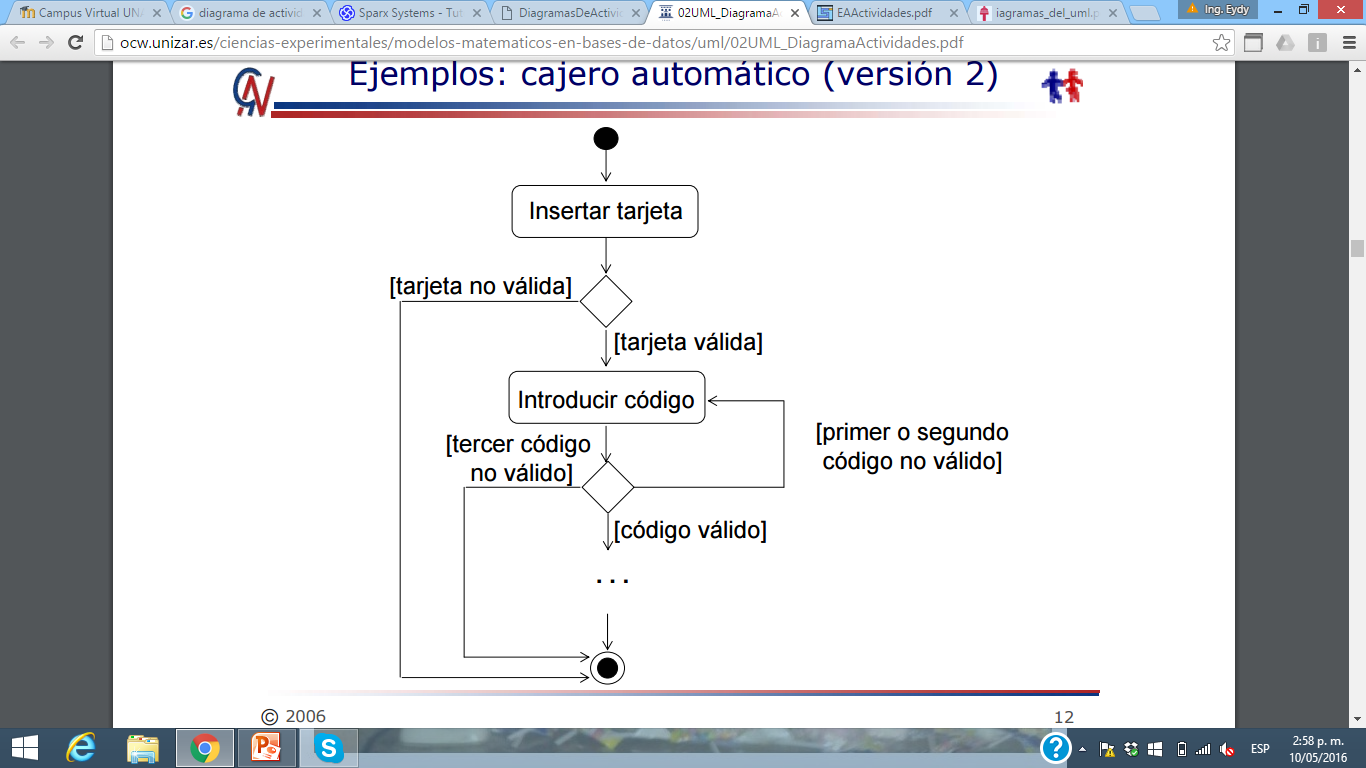 Ing. Eydy
Campus Virtual UNA
diagrama de activid
Sparx Systems - Tut
DiagramasDeActivid
02UML_DiagramaA
EAActividades.pdf
iagramas_del_uml.p
ocw.unizar.es/ciencias-experimentales/modelos-matematicos-en-bases-de-datos/uml/02UML_DiagramaActividades.pdf
Ejemplos: cajero automático (versión 2)
Insertar tarjeta
[tarjeta no válida]
[tarjeta válida]
Introducir código
[tercer código
no válido]
[primer o segundo
código no válido]
[código válido]
. . .
© 2006
12
ESP
2:58 p. m.
10/05/2016